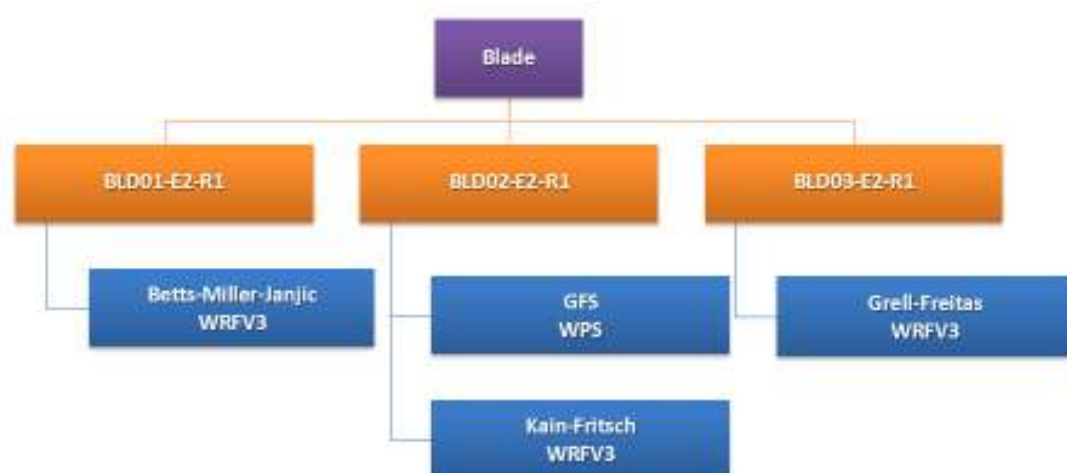 Blade
BLD01-E2-R1
BLD02-E2-R1
BLD03-E2-R1
Betts-Miller-Janjic
WRFV3
GFS
WPS
Grell-Freitas
WRFV3
Kain-Fritsch
WRFV3